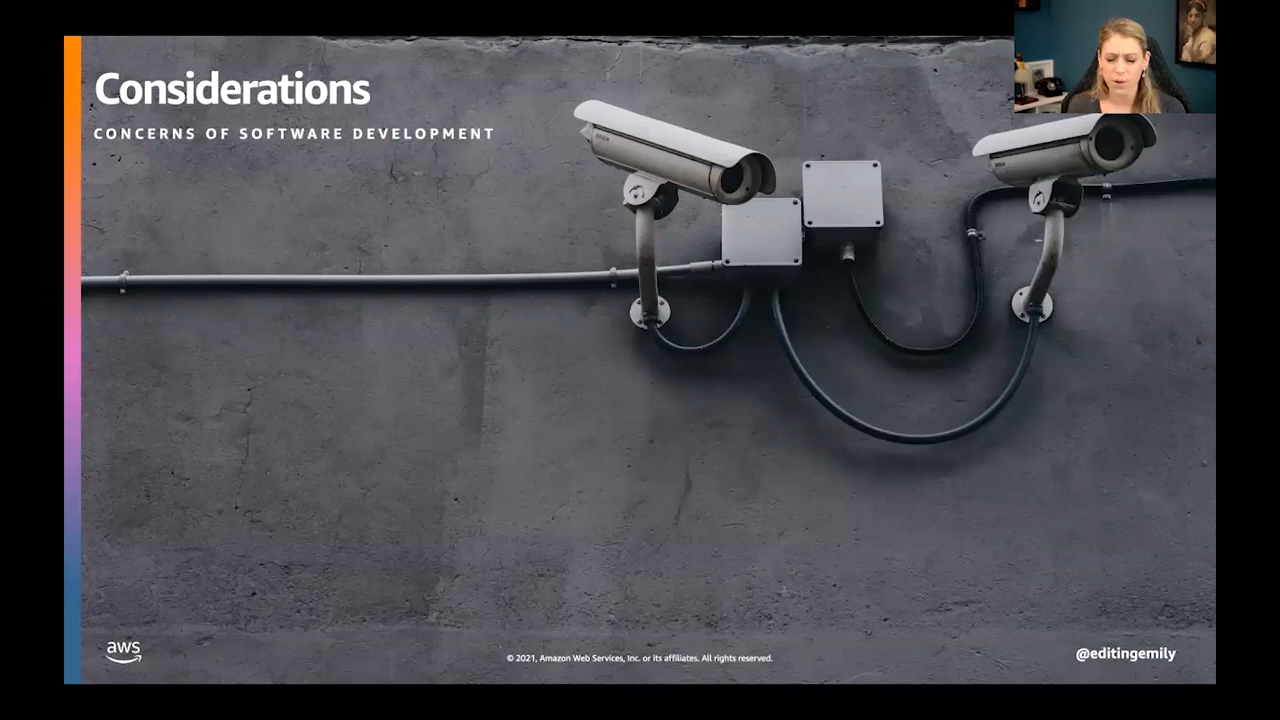 Considerations
CONCERNS OF SOFTWARE DEVELOPMENT
aws
© 2021, Amazon Web Services, Inc. or its affiliates. All rights reserved.
@editingemily